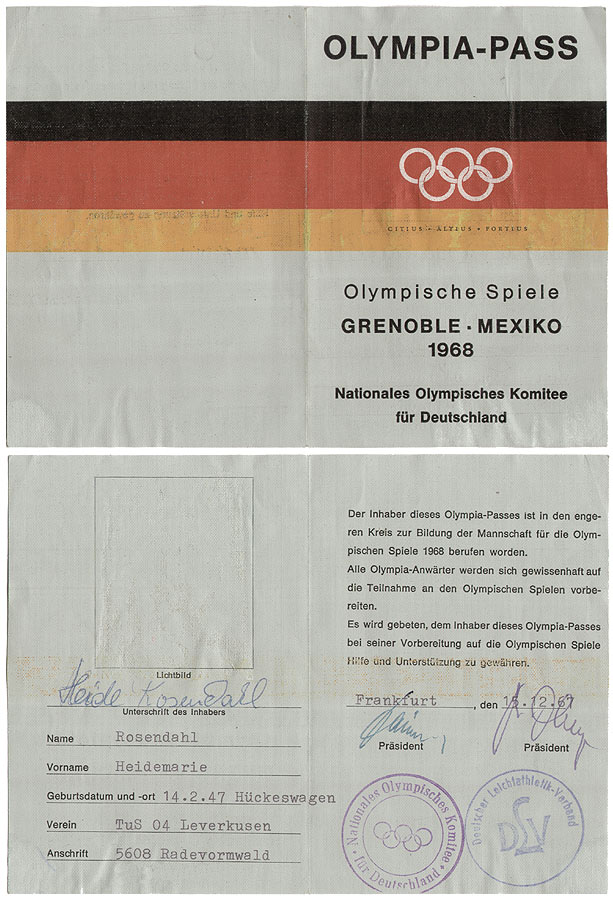 OLYMPIA-PASS
CITIUS · ALTIUS · FORTIUS
Olympische Spiele
GRENOBLE · MEXIKO
1968
Nationales Olympisches Komitee
für Deutschland
Lichtbild
Heide Rosendahl
Unterschrift des Inhabers
Name Rosendahl
Vorname Heidemarie
Geburtsdatum und -ort 14.2.47 Hückeswagen
Verein TuS 04 Leverkusen
Anschrift 5608 Radevormwald
Der Inhaber dieses Olympia-Passes ist in den enge-
ren Kreis zur Bildung der Mannschaft für die Olym-
pischen Spiele 1968 berufen worden.
Alle Olympia-Anwärter werden sich gewissenhaft auf
die Teilnahme an den Olympischen Spielen vorbe-
reiten.
Es wird gebeten, dem Inhaber dieses Olympia-Passes
bei seiner Vorbereitung auf die Olympischen Spiele
Hilfe und Unterstützung zu gewähren.
Frankfurt, den 15.12.67
Präsident Präsident
Nationales Olympisches Komitee
· für Deutschland ·
Deutscher Leichtathletik-Verband
DLV